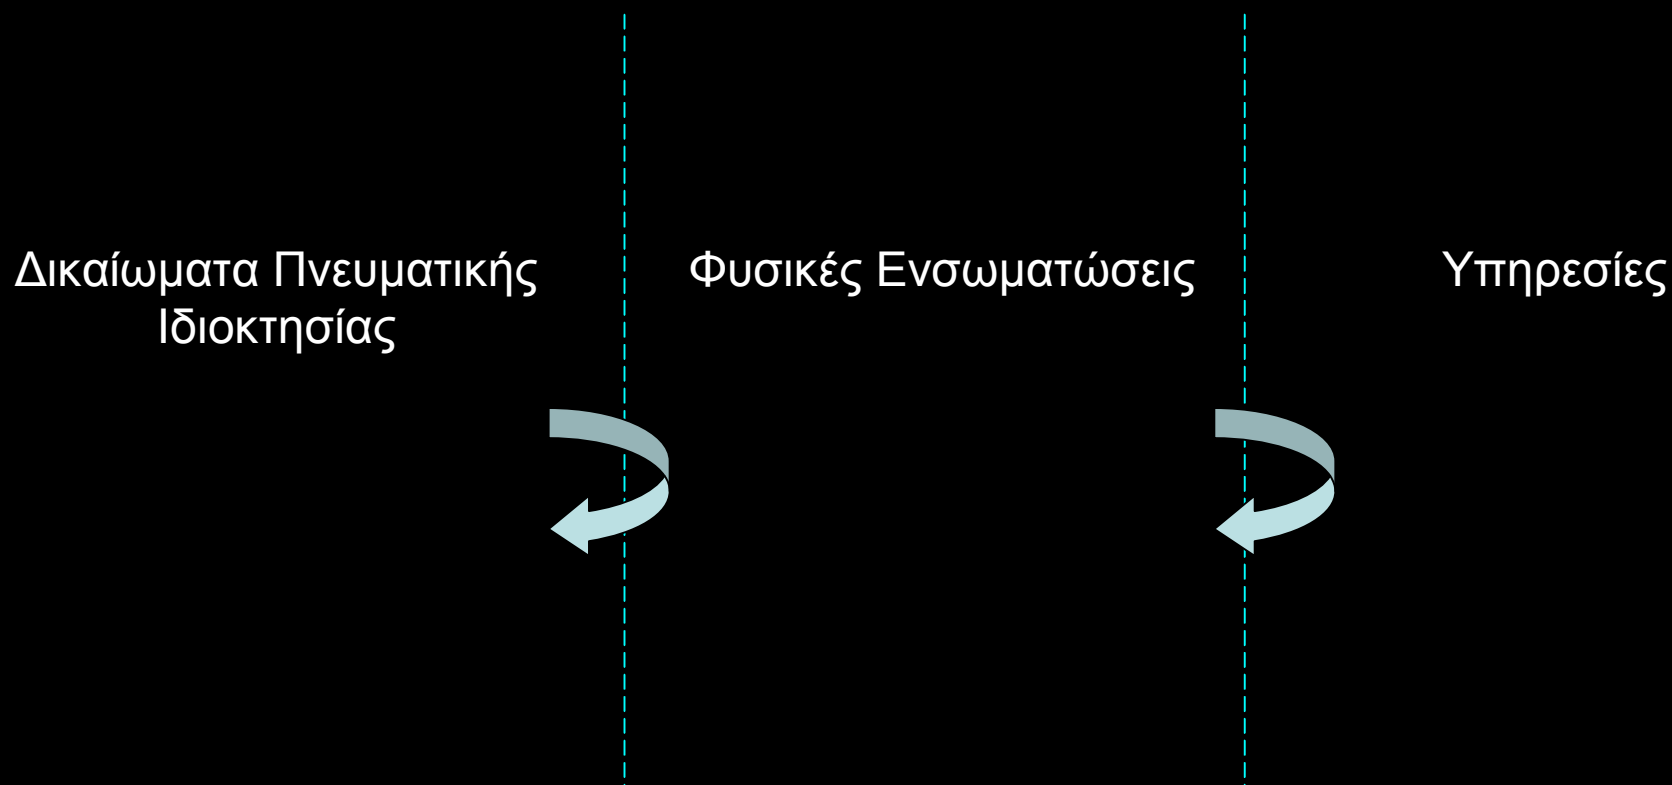 Δικαίωματα Πνευματικής
Ιδιοκτησίας
Φυσικές Ενσωματώσεις
Υπηρεσίες